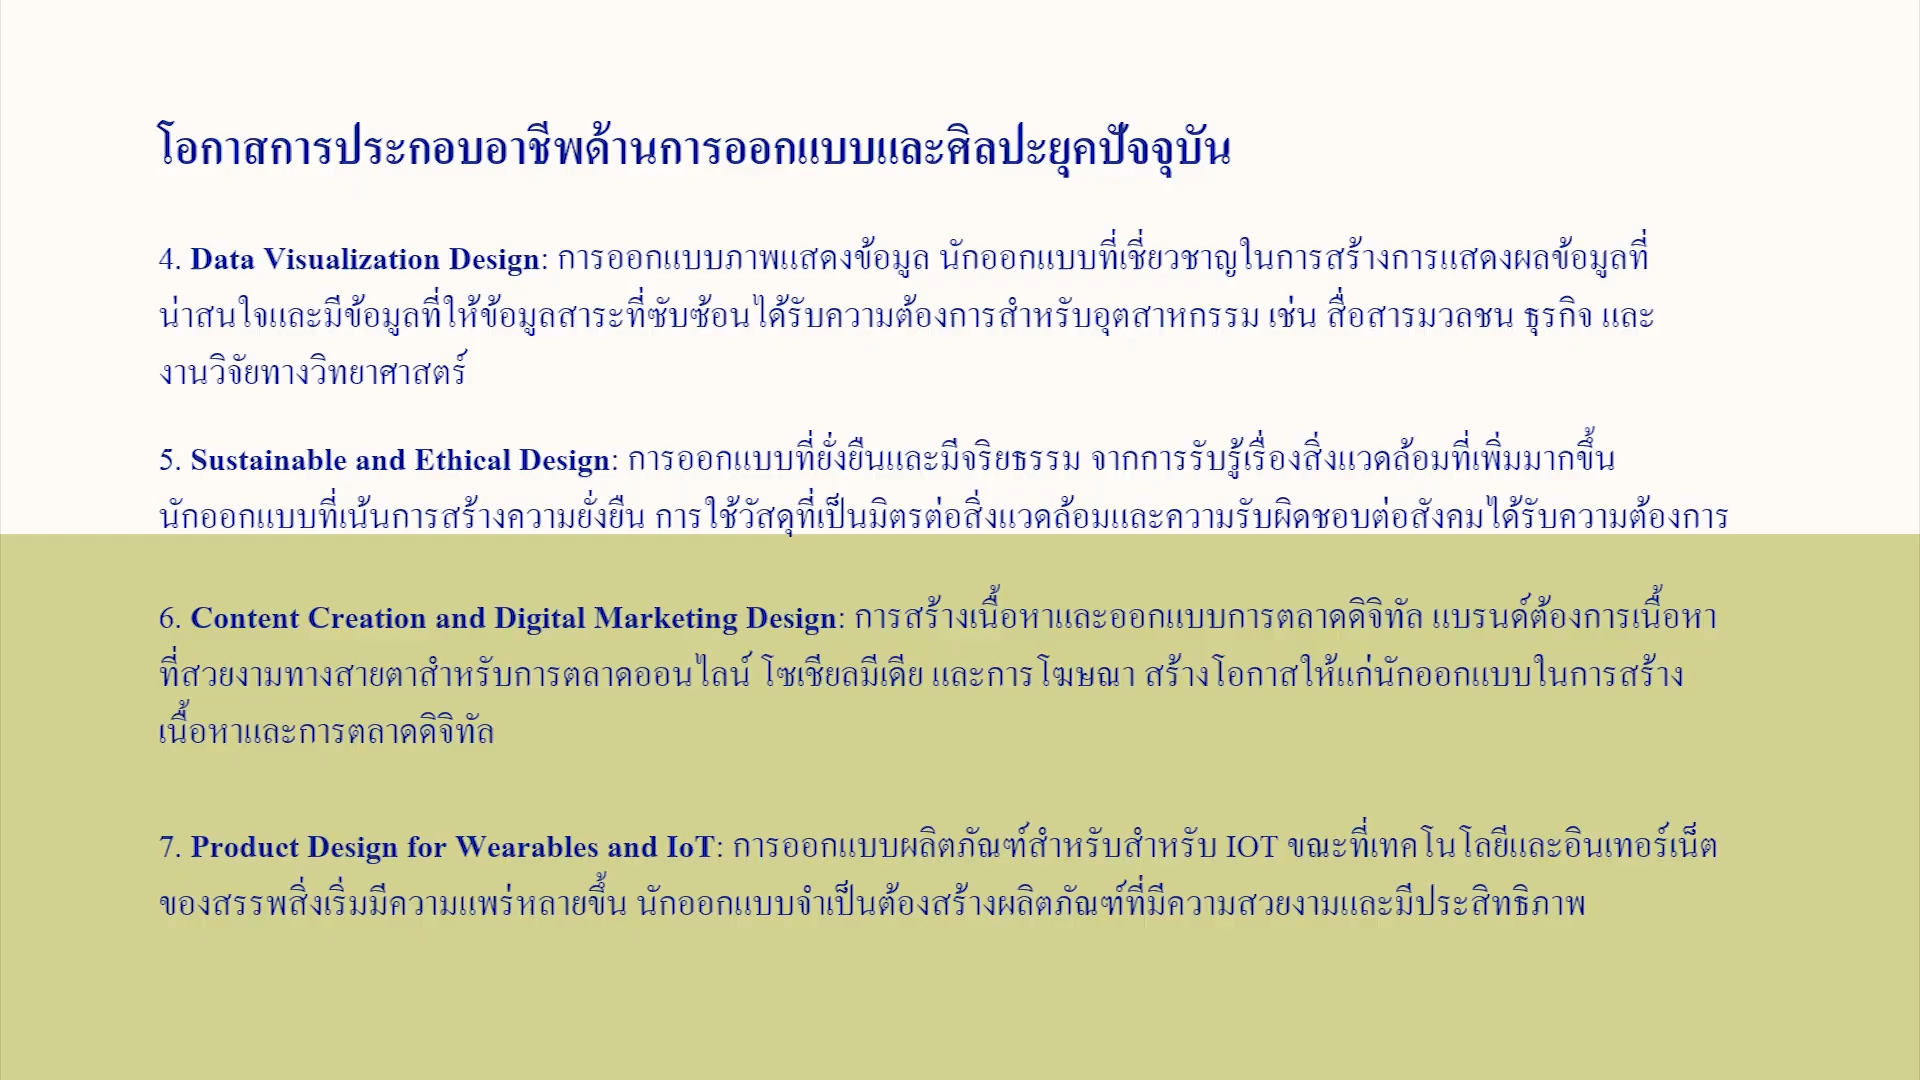 โอกาสการประกอบอาชีพด้านการออกแบบและศิลปะยุคปัจจุบัน
4. Data Visualization Design: การออกแบบภาพแสดงข้อมูล นักออกแบบที่เชี่ยวชาญในการสร้างการแสดงผลข้อมูลที่
น่าสนใจและมีข้อมูลที่ให้ข้อมูลสาระที่ซับซ้อนได้รับความต้องการสำหรับอุตสาหกรรม เช่น สื่อสารมวลชน ธุรกิจ และ
งานวิจัยทางวิทยาศาสตร์
5. Sustainable and Ethical Design: การออกแบบที่ยั่งยืนและมีจริยธรรม จากการรับรู้เรื่องสิ่งแวดล้อมที่เพิ่มมากขึ้น
นักออกแบบที่เน้นการสร้างความยั่งยืน การใช้วัสดุที่เป็นมิตรต่อสิ่งแวดล้อมและความรับผิดชอบต่อสังคมได้รับความต้องการ
6. Content Creation and Digital Marketing Design: การสร้างเนื้อหาและออกแบบการตลาดดิจิทัล แบรนด์ต้องการเนื้อหา
ที่สวยงามทางสายตาสำหรับการตลาดออนไลน์ โซเชียลมีเดีย และการโฆษณา สร้างโอกาสให้แก่นักออกแบบในการสร้าง
เนื้อหาและการตลาดดิจิทัล
7. Product Design for Wearables and IoT: การออกแบบผลิตภัณฑ์สำหรับสำหรับ IOT ขณะที่เทคโนโลยีและอินเทอร์เน็ต
ของสรรพสิ่งเริ่มมีความแพร่หลายขึ้น นักออกแบบจำเป็นต้องสร้างผลิตภัณฑ์ที่มีความสวยงามและมีประสิทธิภาพ